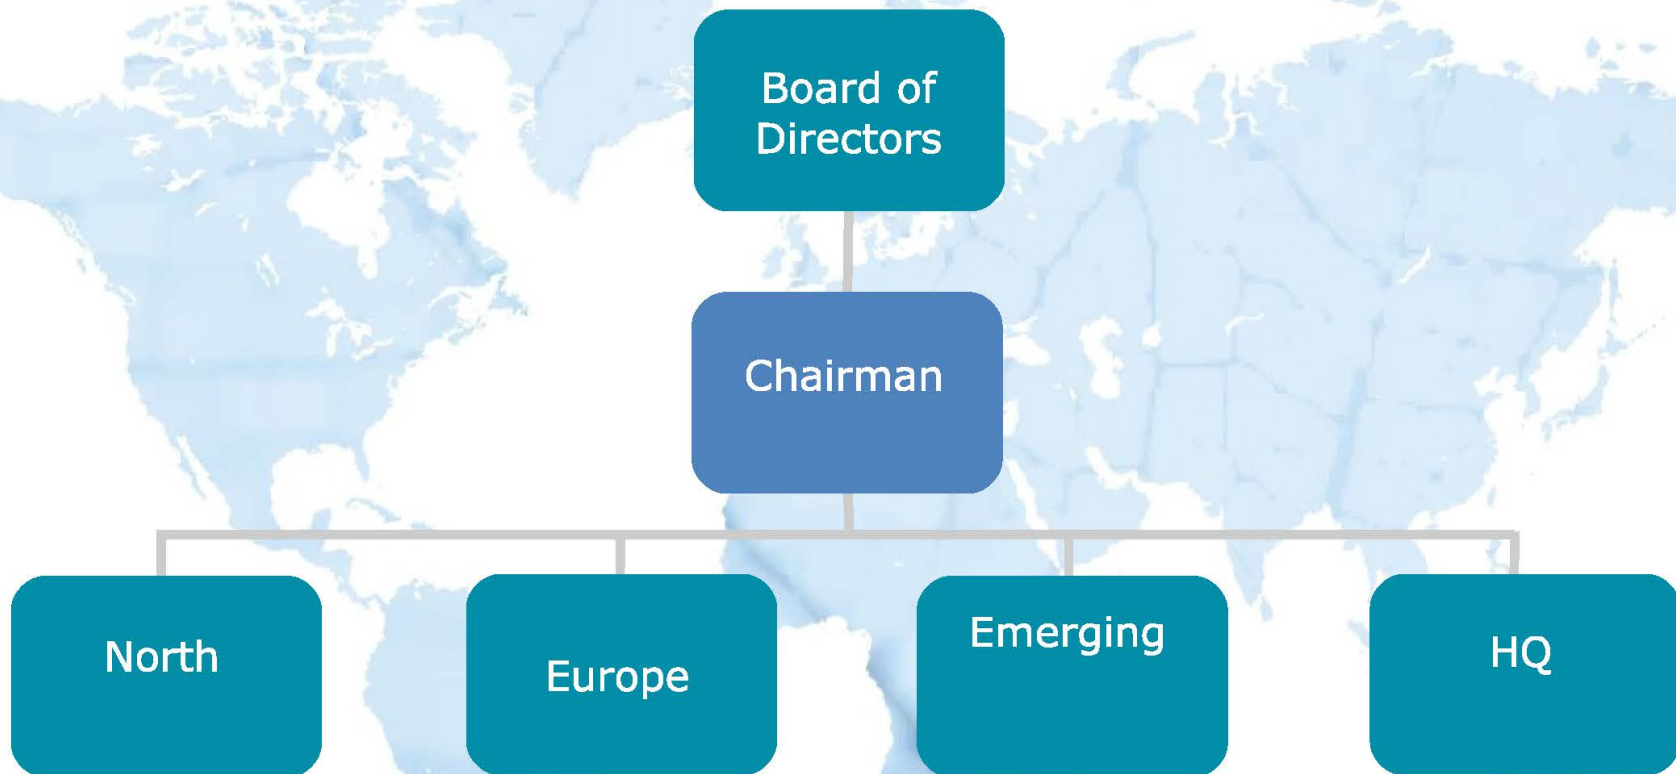 Board of
Directors
Chairman
North
Europe
Emerging
HQ